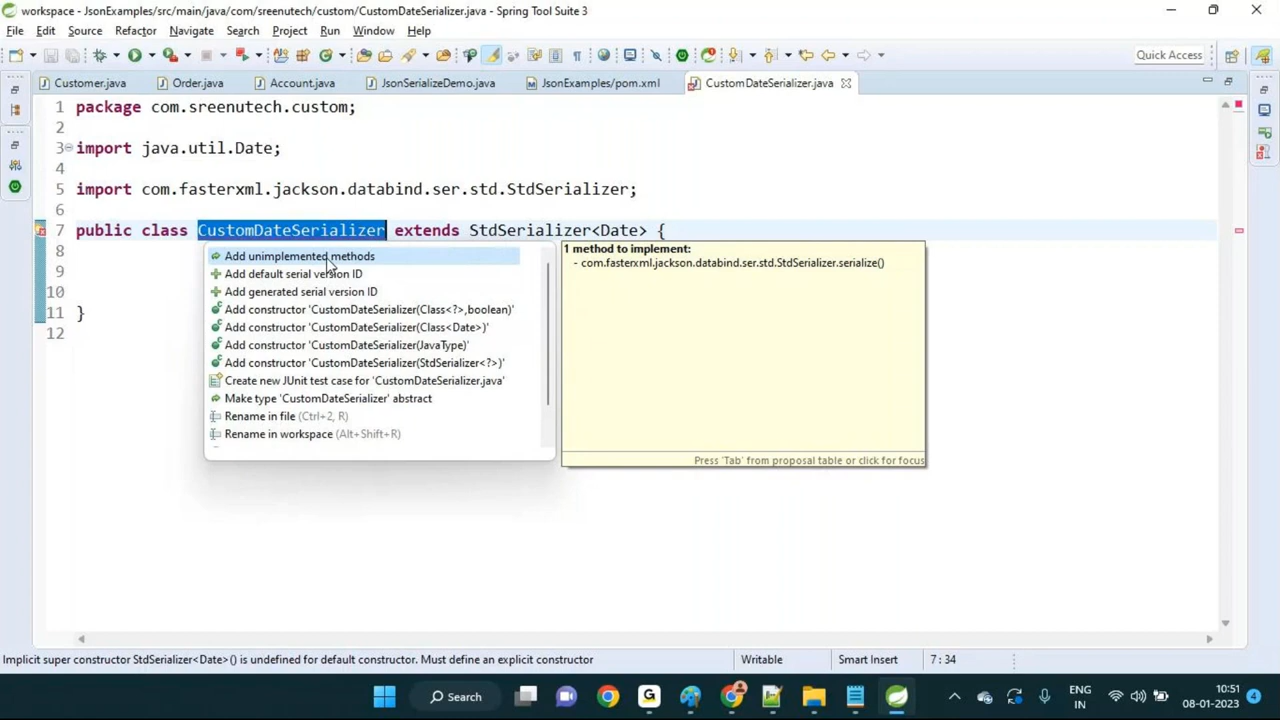 workspace - JsonExamples/src/main/java/com/sreenutech/custom/CustomDateSerializer.java - Spring Tool Suite 3
File Edit Source Refactor Navigate Search Project Run Window Help
Quick Access
Customer.java Order.java Account.java JsonSerializeDemo.java JsonExamples/pom.xml CustomDateSerializer.java
1 package com.sreenutech.custom;
2
3 import java.util.Date;
4
5 import com.fasterxml.jackson.databind.ser.std.StdSerializer;
6
7 public class CustomDateSerializer extends StdSerializer<Date> {
8
9
10
11 }
12
Add unimplemented methods
Add default serial version ID
Add generated serial version ID
Add constructor 'CustomDateSerializer(Class<?>,boolean)'
Add constructor 'CustomDateSerializer(Class<Date>)'
Add constructor 'CustomDateSerializer(JavaType)'
Add constructor 'CustomDateSerializer(StdSerializer<?>)'
Create new JUnit test case for 'CustomDateSerializer.java'
Make type 'CustomDateSerializer' abstract
Rename in file (Ctrl+2, R)
Rename in workspace (Alt+Shift+R)
1 method to implement:
- com.fasterxml.jackson.databind.ser.std.StdSerializer.serialize()
Press 'Tab' from proposal table or click for focus
Implicit super constructor StdSerializer<Date>() is undefined for default constructor. Must define an explicit constructor
Writable
Smart Insert
7 : 34
Search
ENG
IN
10:51
08-01-2023
4